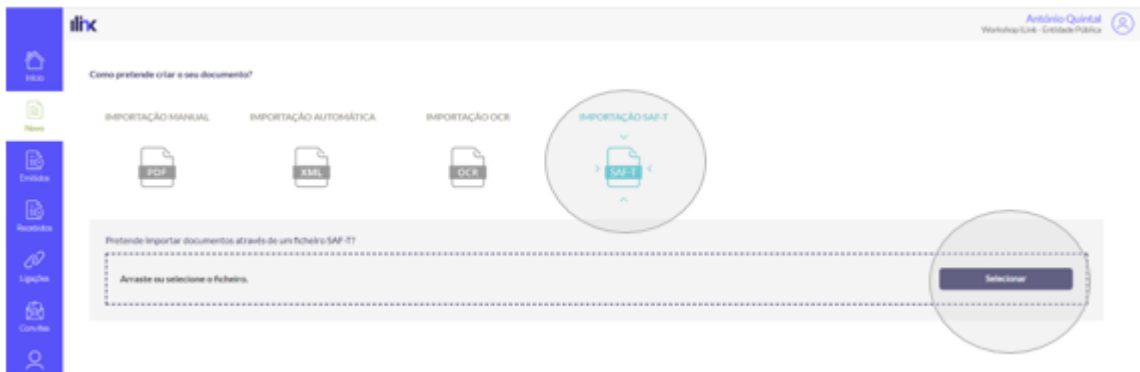 ilink
António Quintal
Workshop iLink - Entidade Pública
Início
Como pretende criar o seu documento?
Novo
IMPORTAÇÃO MANUAL
IMPORTAÇÃO AUTOMÁTICA
IMPORTAÇÃO OCR
IMPORTAÇÃO SAF-T
PDF
XML
OCR
SAF-T
Emitidos
Recebidos
Pretende importar documentos através de um ficheiro SAF-T?
Ligações
Arraste ou selecione o ficheiro.
Selecionar
Convites